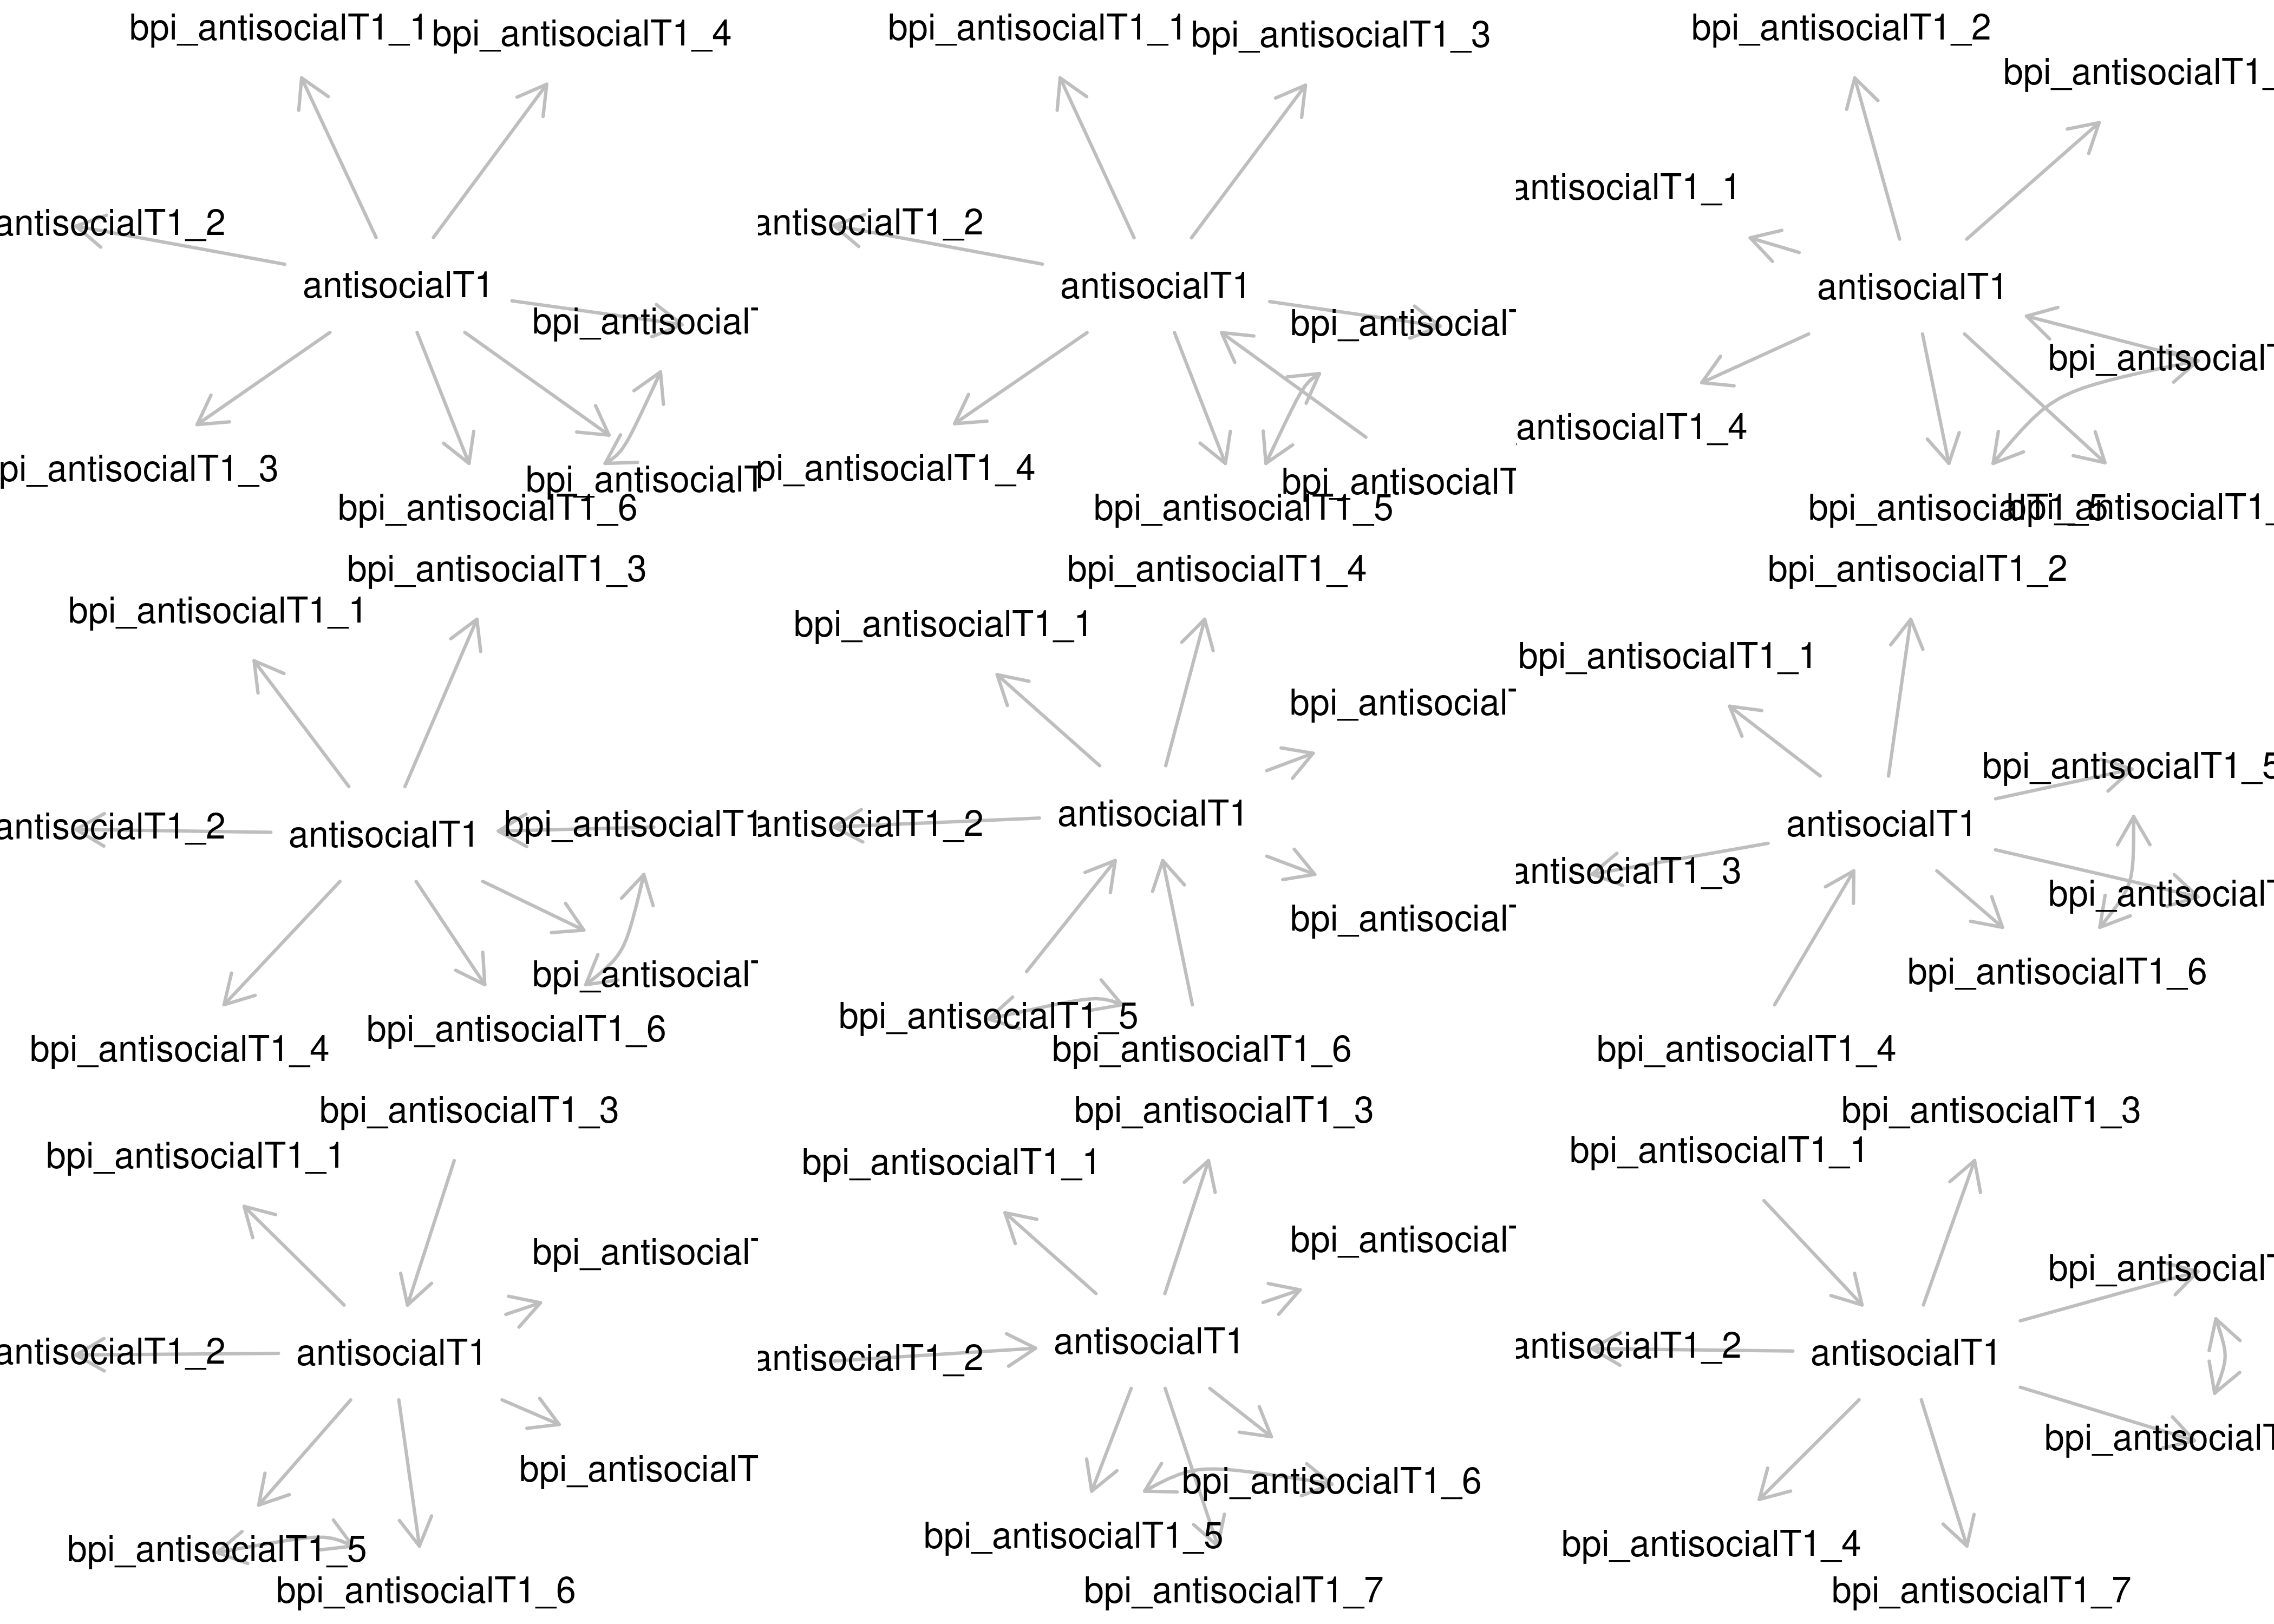 bpi_antisocialT1_1 bpi_antisocialT1_4 bpi_antisocialT1_1 bpi_antisocialT1_3 bpi_antisocialT1_2
bpi_antisocialT1_
antisocialT1_1
antisocialT1_2 antisocialT1_2
antisocialT1 antisocialT1 antisocialT1
bpi_antisocial bpi_antisocial bpi_antisocial
antisocialT1_4
pi_antisocialT1_3 bpi_antisocialT pi_antisocialT1_4 bpi_antisocialT
bpi_antisocialT1_6 bpi_antisocialT1_5 bpi_antisocialT1_5 bpi_antisocialT1_
bpi_antisocialT1_3 bpi_antisocialT1_4 bpi_antisocialT1_2
bpi_antisocialT1_1 bpi_antisocialT1_1 bpi_antisocialT1_1
bpi_antisocial
bpi_antisocialT1_5
antisocialT1_2 antisocialT1 bpi_antisocialT1 antisocialT1_2 antisocialT1 antisocialT1
antisocialT1_3 bpi_antisocial
bpi_antisocial
bpi_antisocial bpi_antisocialT1_6
bpi_antisocialT1_6 bpi_antisocialT1_5
bpi_antisocialT1_4 bpi_antisocialT1_6 bpi_antisocialT1_4
bpi_antisocialT1_3 bpi_antisocialT1_3 bpi_antisocialT1_3
bpi_antisocialT1_1 bpi_antisocialT1_1 bpi_antisocialT1_1
bpi_antisocial bpi_antisocial bpi_antisocial
antisocialT1_2 antisocialT1 antisocialT1_2 antisocialT1 antisocialT1_2 antisocialT1
bpi_antisocialT bpi_antisocialT1_6 bpi_antisocialT
bpi_antisocialT1_5 bpi_antisocialT1_5 bpi_antisocialT1_4
bpi_antisocialT1_6 bpi_antisocialT1_7 bpi_antisocialT1_7